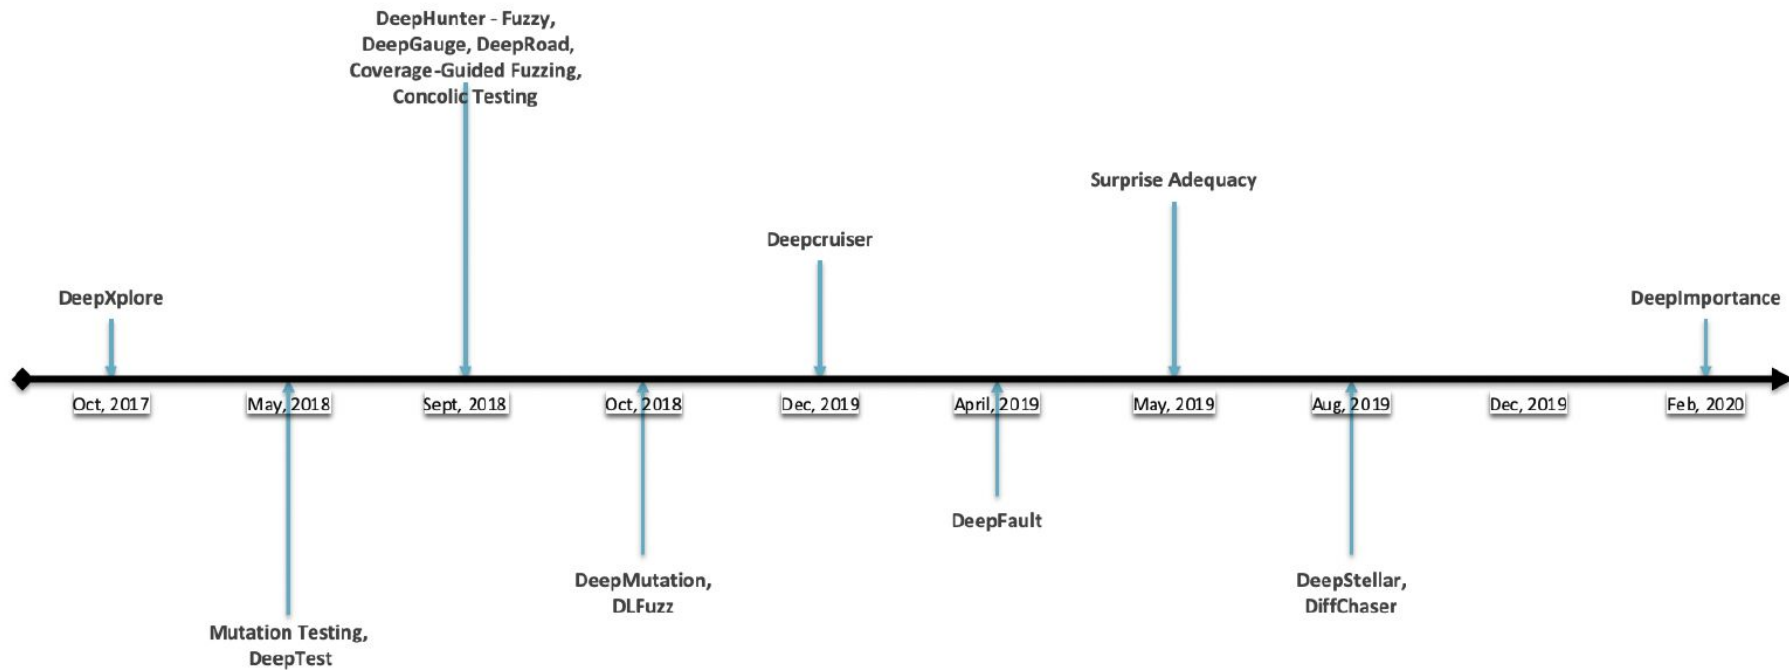 DeepHunter - Fuzzy,
DeepGauge, DeepRoad,
Coverage-Guided Fuzzing,
Concolic Testing
Surprise Adequacy
Deepcruiser
DeepXplore
DeepImportance
Oct, 2017
May, 2018
Sept, 2018
Oct, 2018
Dec, 2019
April, 2019
May, 2019
Aug, 2019
Dec, 2019
Feb, 2020
DeepFault
DeepMutation,
DLFuzz
DeepStellar,
DiffChaser
Mutation Testing,
DeepTest